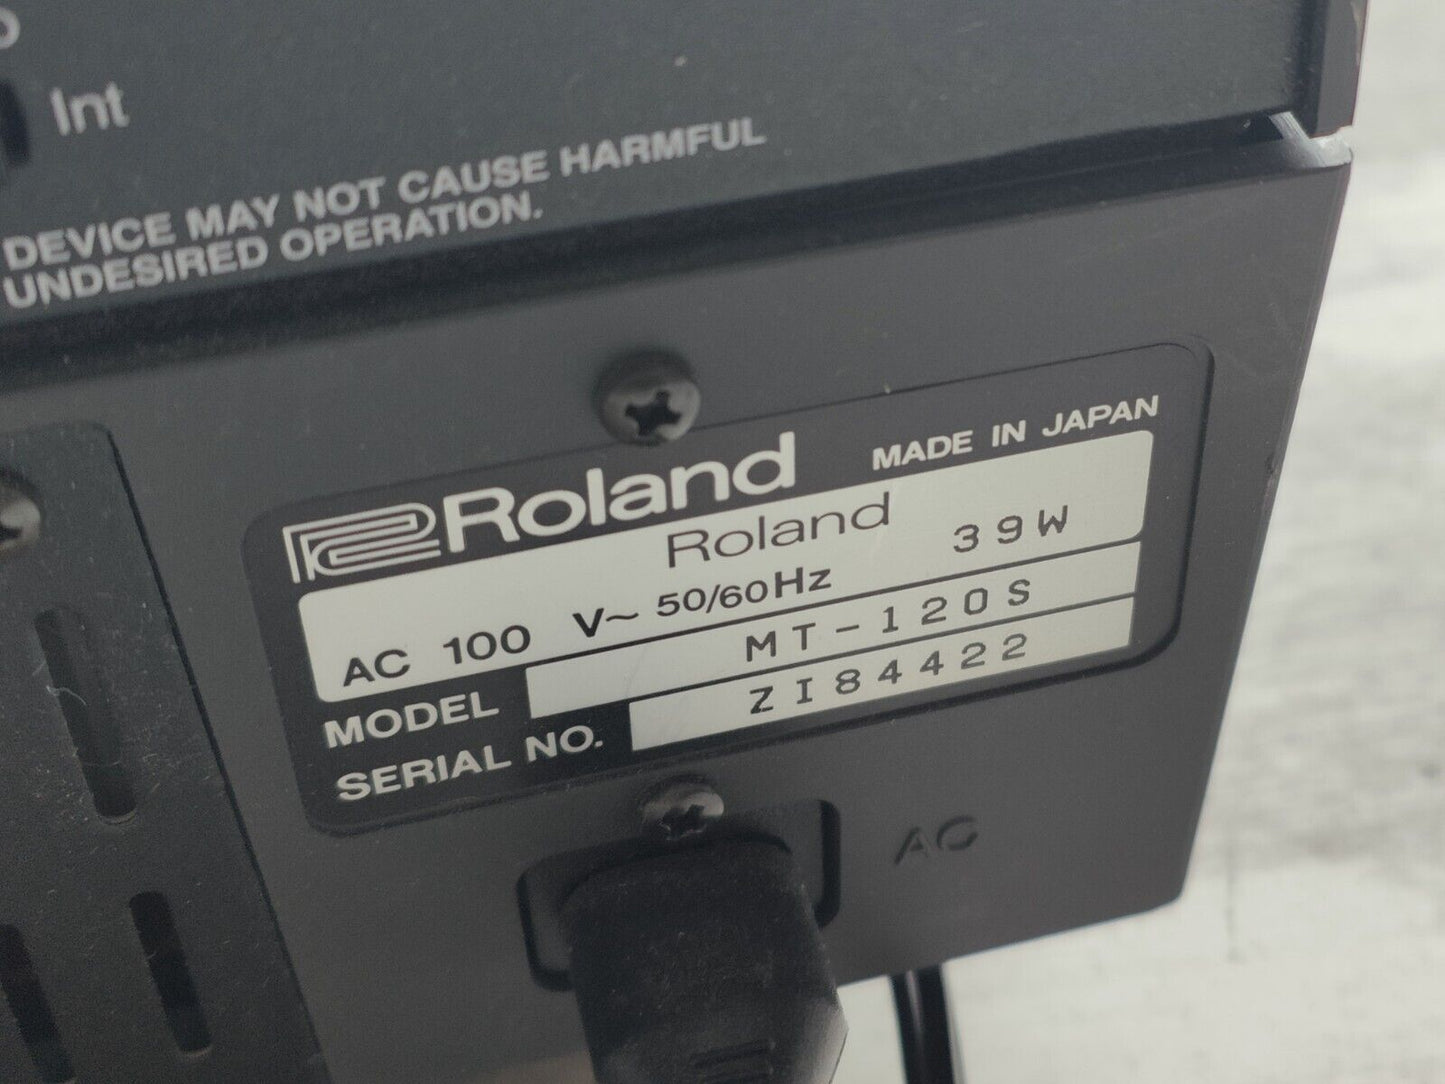 Int
DEVICE MAY NOT CAUSE HARMFUL
UNDESIRED OPERATION.
Roland MADE IN JAPAN
Roland
AC 100 V~ 50/60Hz 39W
MODEL MT-120S
SERIAL NO. ZI84422
AC